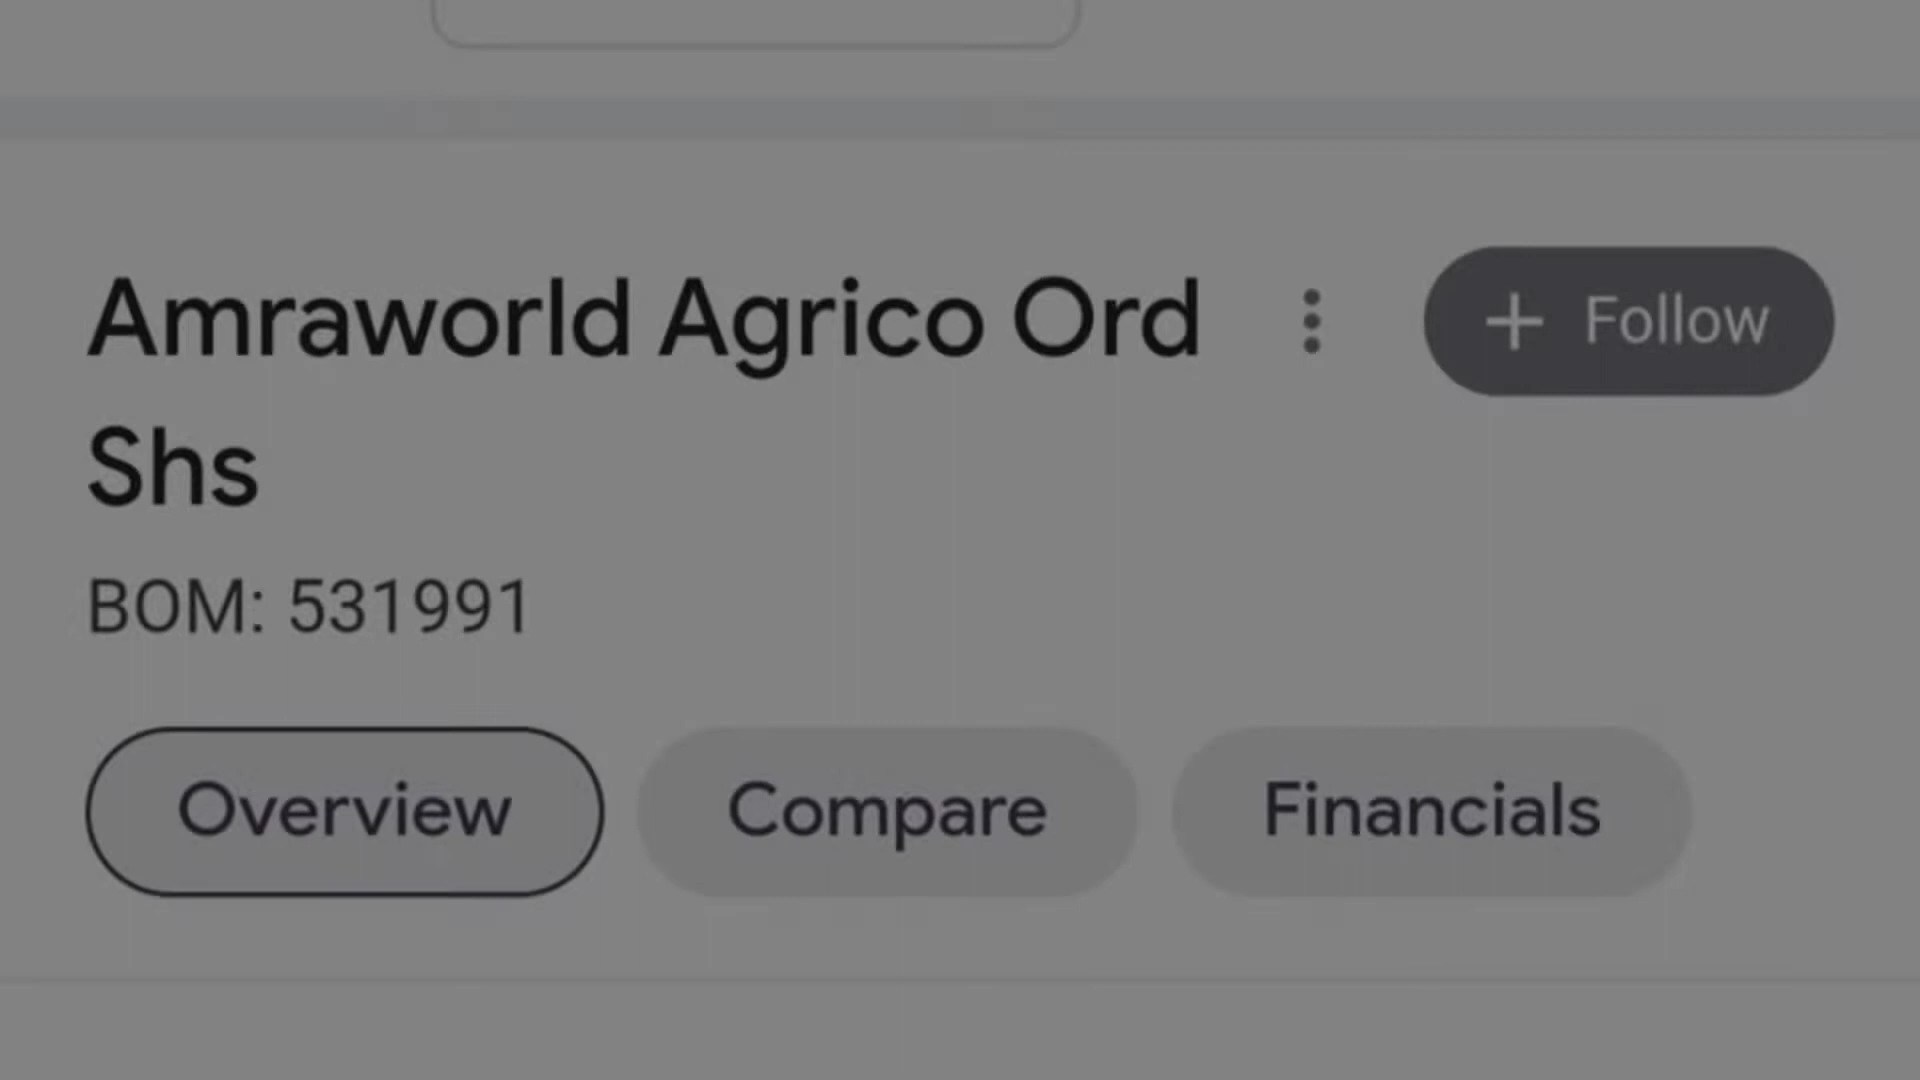 Amraworld Agrico Ord
Shs
+ Follow
BOM: 531991
Overview
Compare
Financials